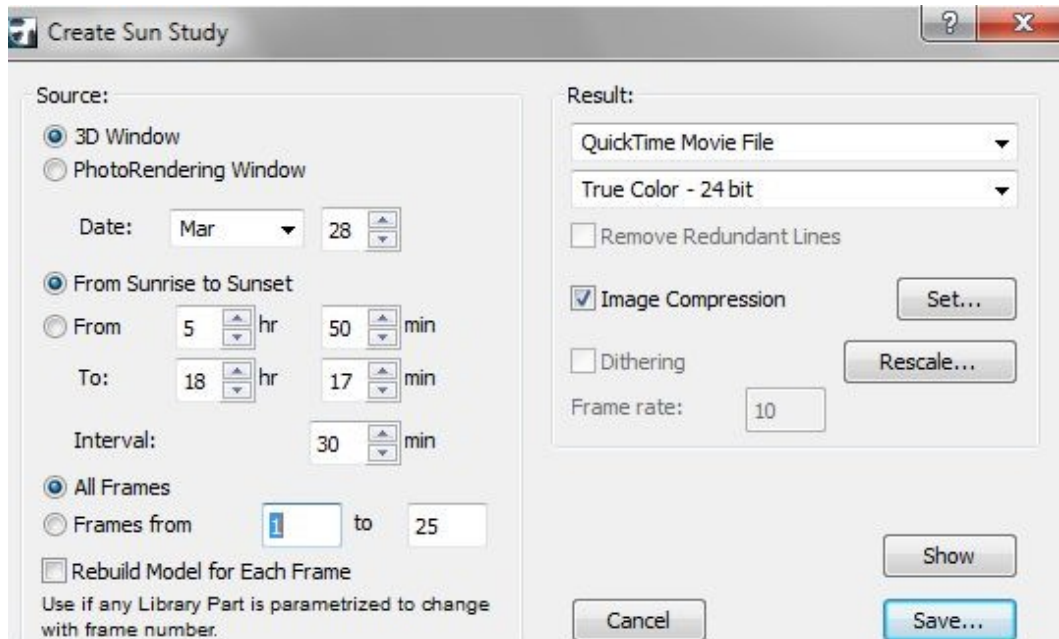 Create Sun Study
Source:
3D Window
PhotoRendering Window
Date: Mar 28
From Sunrise to Sunset
From 5 hr 50 min
To: 18 hr 17 min
Interval: 30 min
All Frames
Frames from 1 to 25
Rebuild Model for Each Frame
Use if any Library Part is parametrized to change
with frame number.
Result:
QuickTime Movie File
True Color - 24 bit
Remove Redundant Lines
Image Compression Set...
Dithering Rescale...
Frame rate: 10
Show
Cancel Save...